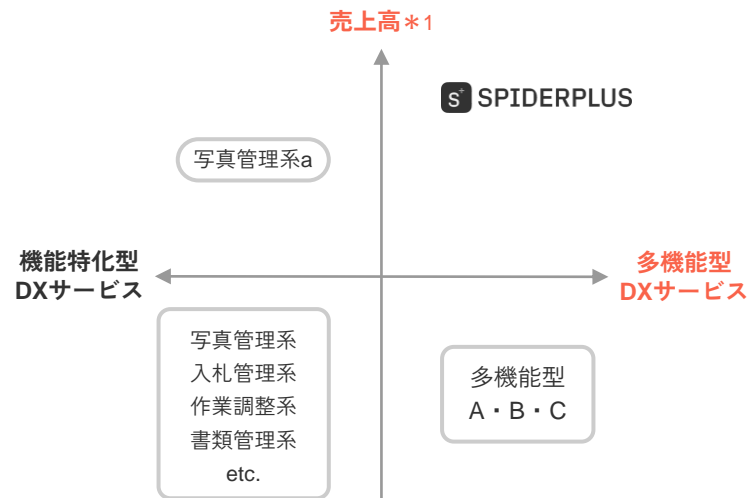 売上高＊1
S+ SPIDERPLUS
写真管理系a
機能特化型
DXサービス
多機能型
DXサービス
写真管理系
入札管理系
作業調整系
書類管理系
etc.
多機能型
A・B・C